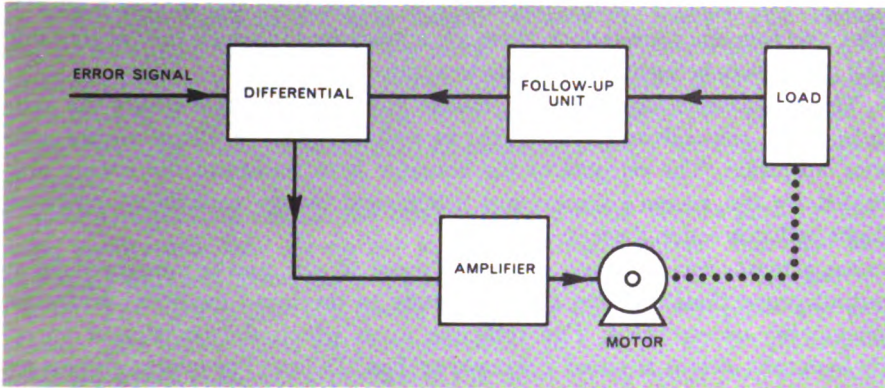 ERROR SIGNAL
DIFFERENTIAL
FOLLOW-UP
UNIT
LOAD
AMPLIFIER
MOTOR